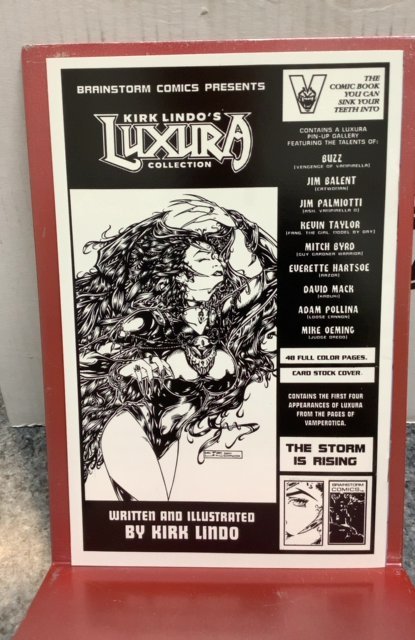 BRAINSTORM COMICS PRESENTS
KIRK LINDO'S
LUXURA
COLLECTION
WRITTEN AND ILLUSTRATED
BY KIRK LINDO
V
THE
COMIC BOOK
YOU CAN
SINK YOUR
TEETH INTO
CONTAINS A LUXURA
PIN-UP GALLERY
FEATURING THE TALENTS OF:
BUZZ
(VENGEANCE OF VAMPIRELLA)
JIM BALENT
(CATWOMAN)
JIM PALMIOTTI
(ASH, VAMPIRELLA
KEVIN TAYLOR
(FANG, THE GIRL, MODEL BY DAY)
MITCH BYRD
(GUY GARDNER WARRIOR)
EVERETTE HARTSOE
(RAZOR)
DAVID MACK
(KABUKI)
ADAM POLLINA
(LOOSE CANNON)
MIKE OEMING
(JUDGE DREDD)
48 FULL COLOR PAGES.
CARD STOCK COVER.
CONTAINS THE FIRST FOUR
APPEARANCES OF LUXURA
FROM THE PAGES OF
VAMPEROTICA.
THE STORM
IS RISING
BRAINSTORM
COMICS